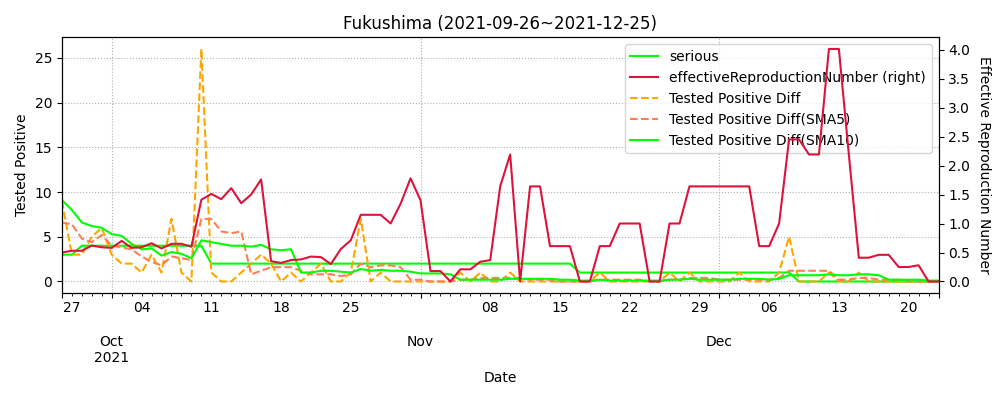 Fukushima (2021-09-26~2021-12-25)
serious
effectiveReproductionNumber (right)
Tested Positive Diff
Tested Positive Diff(SMA5)
Tested Positive Diff(SMA10)
Tested Positive
25
20
15
10
5
0
4.0
3.5
3.0
2.5
2.0
1.5
1.0
0.5
0.0
Effective Reproduction Number
27 04 11 18 25 08 15 22 29 06 13 20
Oct Nov Dec
2021
Date